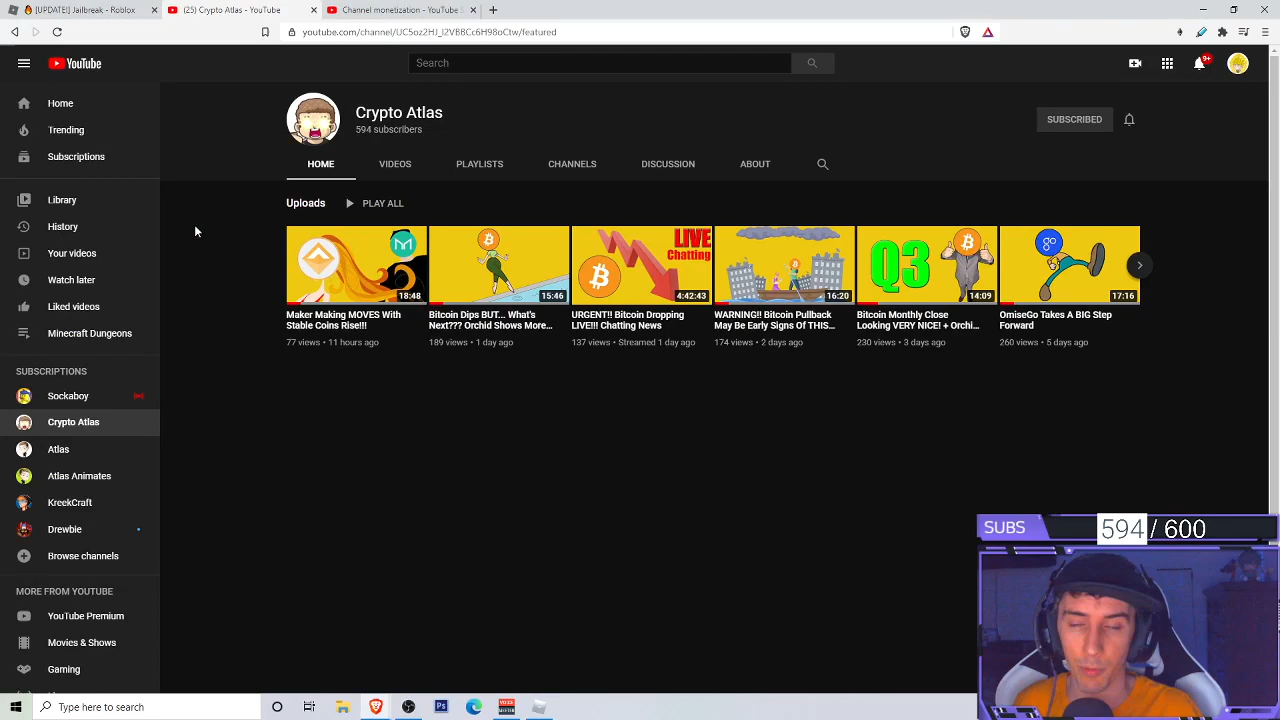 [UPDATE!] Jailbreak - Roblox
(25) Crypto Atlas - YouTube
Channel monetization - YouTube S
youtube.com/channel/UC5oz2HJ_l2VBBCc6H98oCtw/featured
YouTube
Search
9+
Home
Trending
Subscriptions
Library
History
Your videos
Watch later
Liked videos
Minecraft Dungeons
SUBSCRIPTIONS
Sockaboy
Crypto Atlas
Atlas
Atlas Animates
KreekCraft
Drewbie
Browse channels
MORE FROM YOUTUBE
YouTube Premium
Movies & Shows
Gaming
Crypto Atlas
594 subscribers
SUBSCRIBED
HOME VIDEOS PLAYLISTS CHANNELS DISCUSSION ABOUT
Uploads PLAY ALL
18:48
Maker Making MOVES With
Stable Coins Rise!!!
77 views • 11 hours ago
15:46
Bitcoin Dips BUT... What's
Next??? Orchid Shows More...
189 views • 1 day ago
LIVE
Chatting
4:42:43
URGENT!! Bitcoin Dropping
LIVE!!! Chatting News
137 views • Streamed 1 day ago
16:20
WARNING!! Bitcoin Pullback
May Be Early Signs Of THIS...
174 views • 2 days ago
Q3
14:09
Bitcoin Monthly Close
Looking VERY NICE! + Orchi...
230 views • 3 days ago
go
17:16
OmiseGo Takes A BIG Step
Forward
260 views • 5 days ago
SUBS 594 / 600
Type here to search